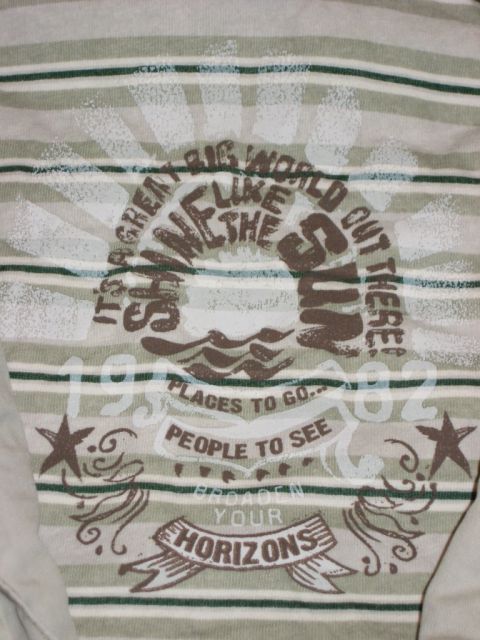 IT'S A GREAT BIG WORLD OUT THERE!
SHINE LIKE THE SUN
1982
PLACES TO GO...
PEOPLE TO SEE
BROADEN
YOUR
HORIZONS